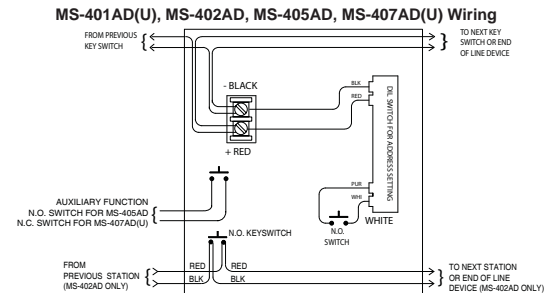 MS-401AD(U), MS-402AD, MS-405AD, MS-407AD(U) Wiring
FROM PREVIOUS
KEY SWITCH
TO NEXT KEY
SWITCH OR END
OF LINE DEVICE
- BLACK
BLK
RED
DIL SWITCH FOR ADDRESS SETTING
+ RED
PUR
WHI
WHITE
N.O.
SWITCH
AUXILIARY FUNCTION
N.O. SWITCH FOR MS-405AD
N.C. SWITCH FOR MS-407AD(U)
N.O. KEYSWITCH
FROM
PREVIOUS STATION
(MS-402AD ONLY)
RED RED
BLK BLK
TO NEXT STATION
OR END OF LINE
DEVICE (MS-402AD ONLY)